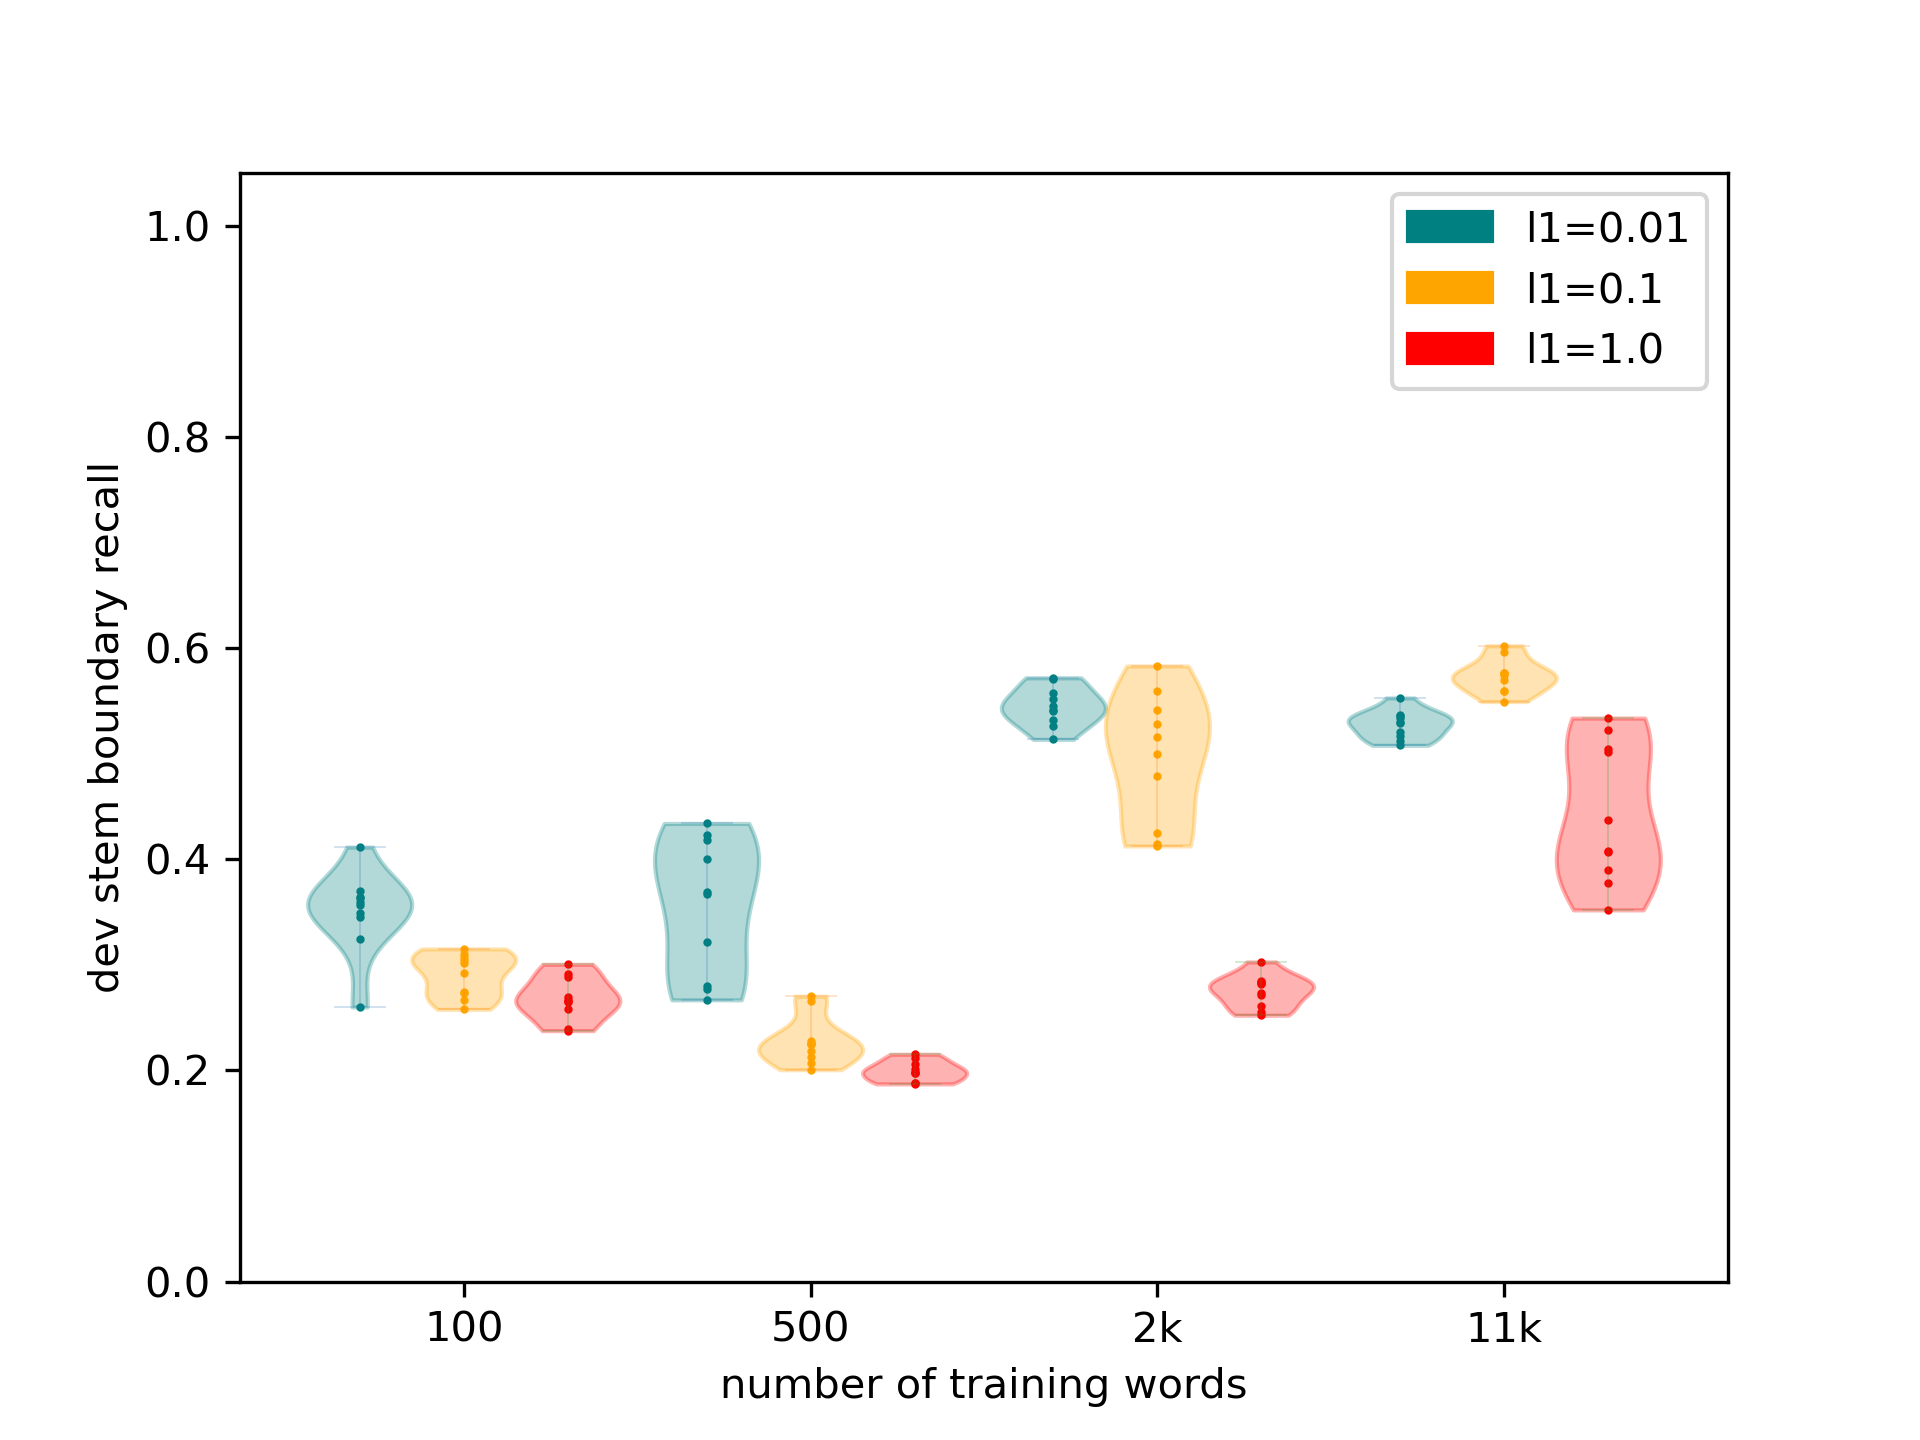 l1=0.01
l1=0.1
l1=1.0
1.0
0.8
0.6
0.4
0.2
0.0
dev stem boundary recall
100 500 2k 11k
number of training words